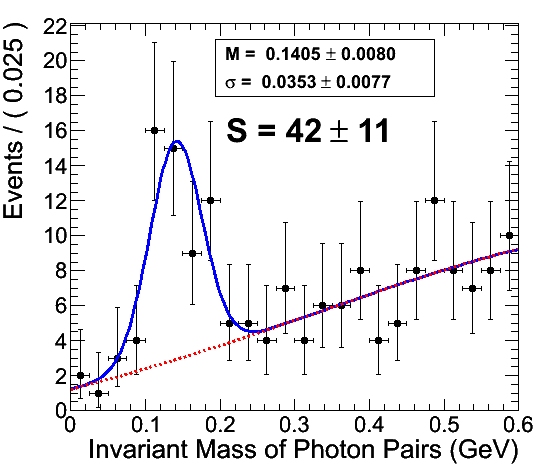 Events / ( 0.025 )
22
20
18
16
14
12
10
8
6
4
2
0
M = 0.1405 ± 0.0080
σ = 0.0353 ± 0.0077
S = 42 ± 11
0 0.1 0.2 0.3 0.4 0.5 0.6
Invariant Mass of Photon Pairs (GeV)